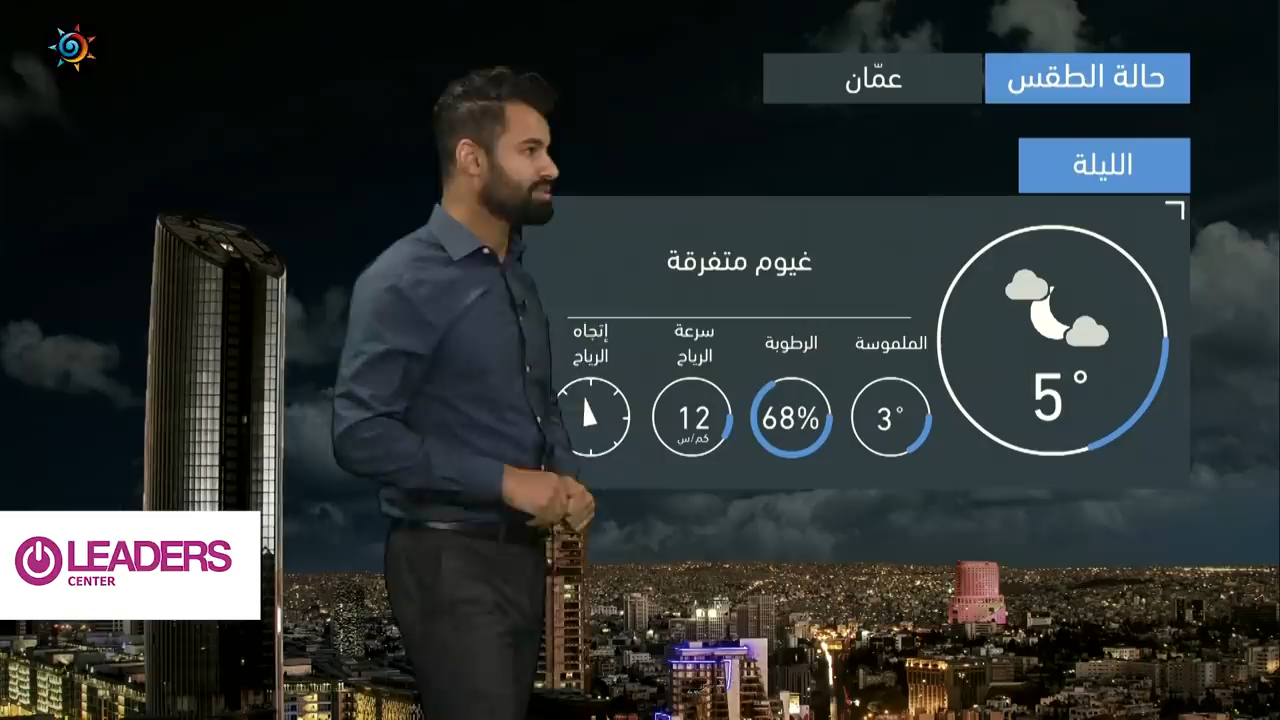 حالة الطقس
عمّان
الليلة
غيوم متفرقة
5°
الملموسة
3°
الرطوبة
68%
سرعة
الرياح
12
كم/س
إتجاه
الرياح
LEADERS
CENTER